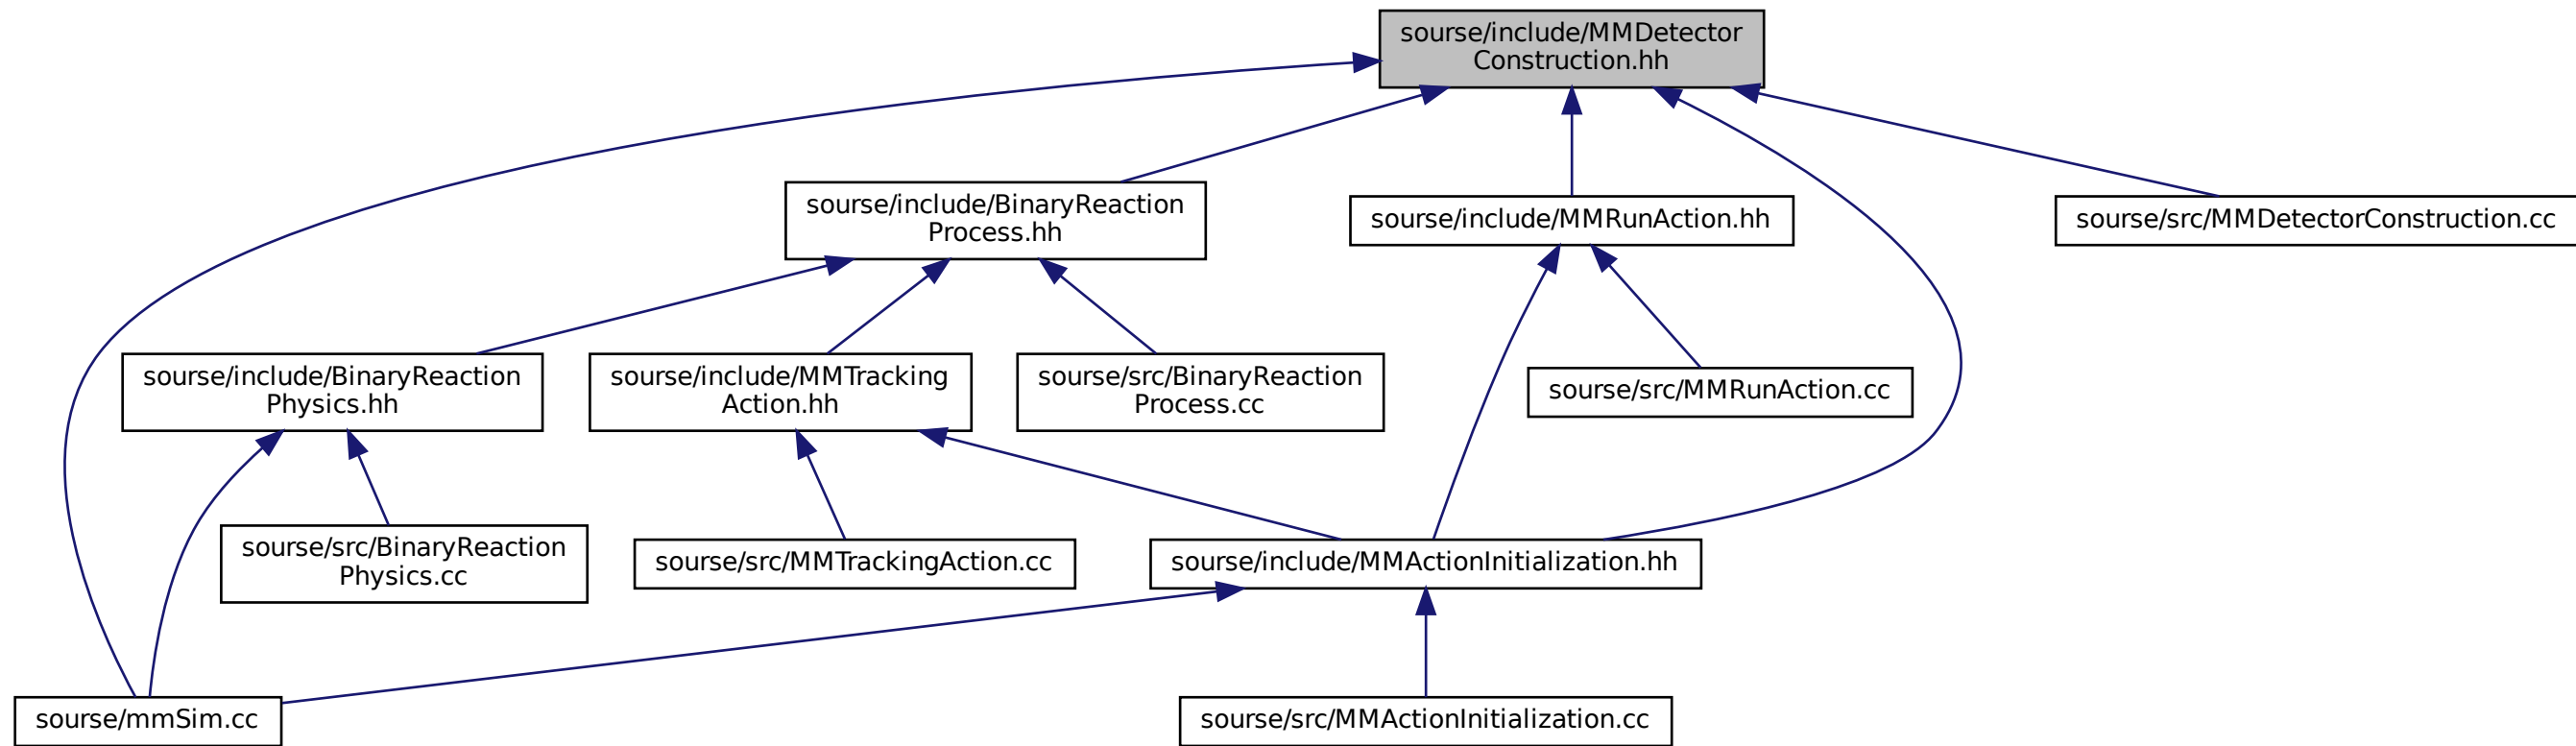 sourse/include/MMDetector
Construction.hh
sourse/include/BinaryReaction
Process.hh
sourse/include/MMRunAction.hh
sourse/src/MMDetectorConstruction.cc
sourse/include/BinaryReaction
Physics.hh
sourse/include/MMTracking
Action.hh
sourse/src/BinaryReaction
Process.cc
sourse/src/MMRunAction.cc
sourse/src/BinaryReaction
Physics.cc
sourse/src/MMTrackingAction.cc
sourse/include/MMActionInitialization.hh
sourse/mmSim.cc
sourse/src/MMActionInitialization.cc